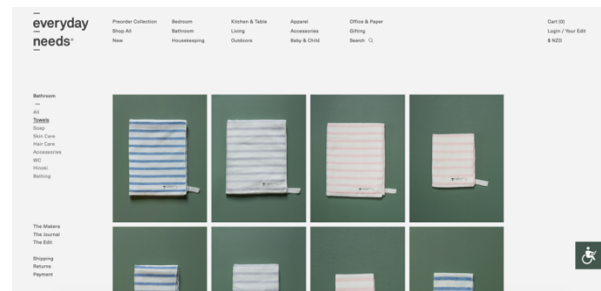 everyday
needs
Preorder Collection
Shop All
New
Bedroom
Bathroom
Housekeeping
Kitchen & Table
Living
Outdoors
Apparel
Accessories
Baby & Child
Office & Paper
Gifting
Search
Cart (0)
Login / Your Edit
$ NZD
Bathroom
All
Towels
Soap
Skin Care
Hair Care
Accessories
WC
Hinoki
Bathing
The Makers
The Journal
The Edit
Shipping
Returns
Payment